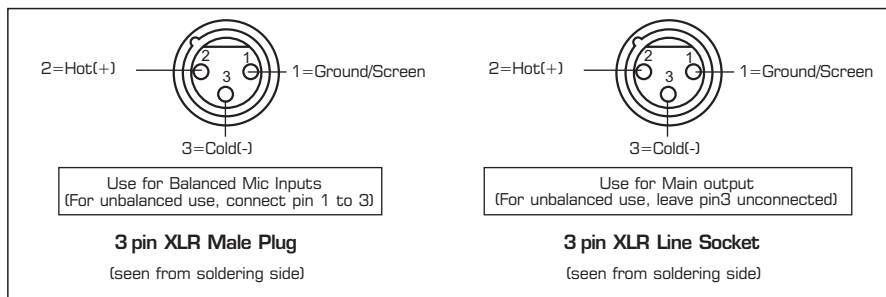 2
1
2=Hot(+)
1=Ground/Screen
3
3=Cold(-)
Use for Balanced Mic Inputs
(For unbalanced use, connect pin 1 to 3)
3 pin XLR Male Plug
(seen from soldering side)
2
1
2=Hot(+)
1=Ground/Screen
3
3=Cold(-)
Use for Main output
(For unbalanced use, leave pin3 unconnected)
3 pin XLR Line Socket
(seen from soldering side)